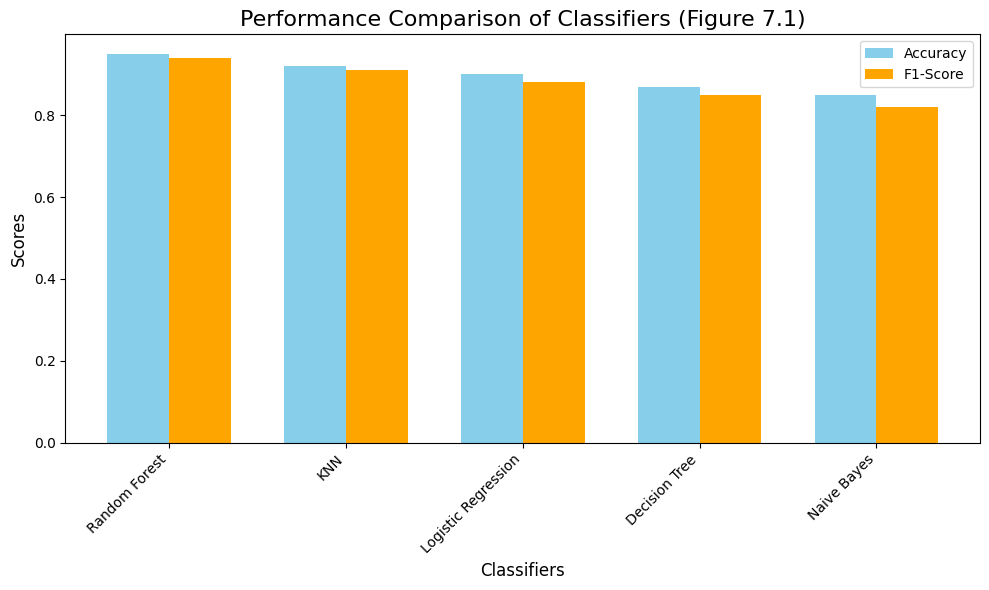 Performance Comparison of Classifiers (Figure 7.1)
Accuracy
F1-Score
Scores
0.8
0.6
0.4
0.2
0.0
Random Forest
KNN
Logistic Regression
Decision Tree
Naive Bayes
Classifiers